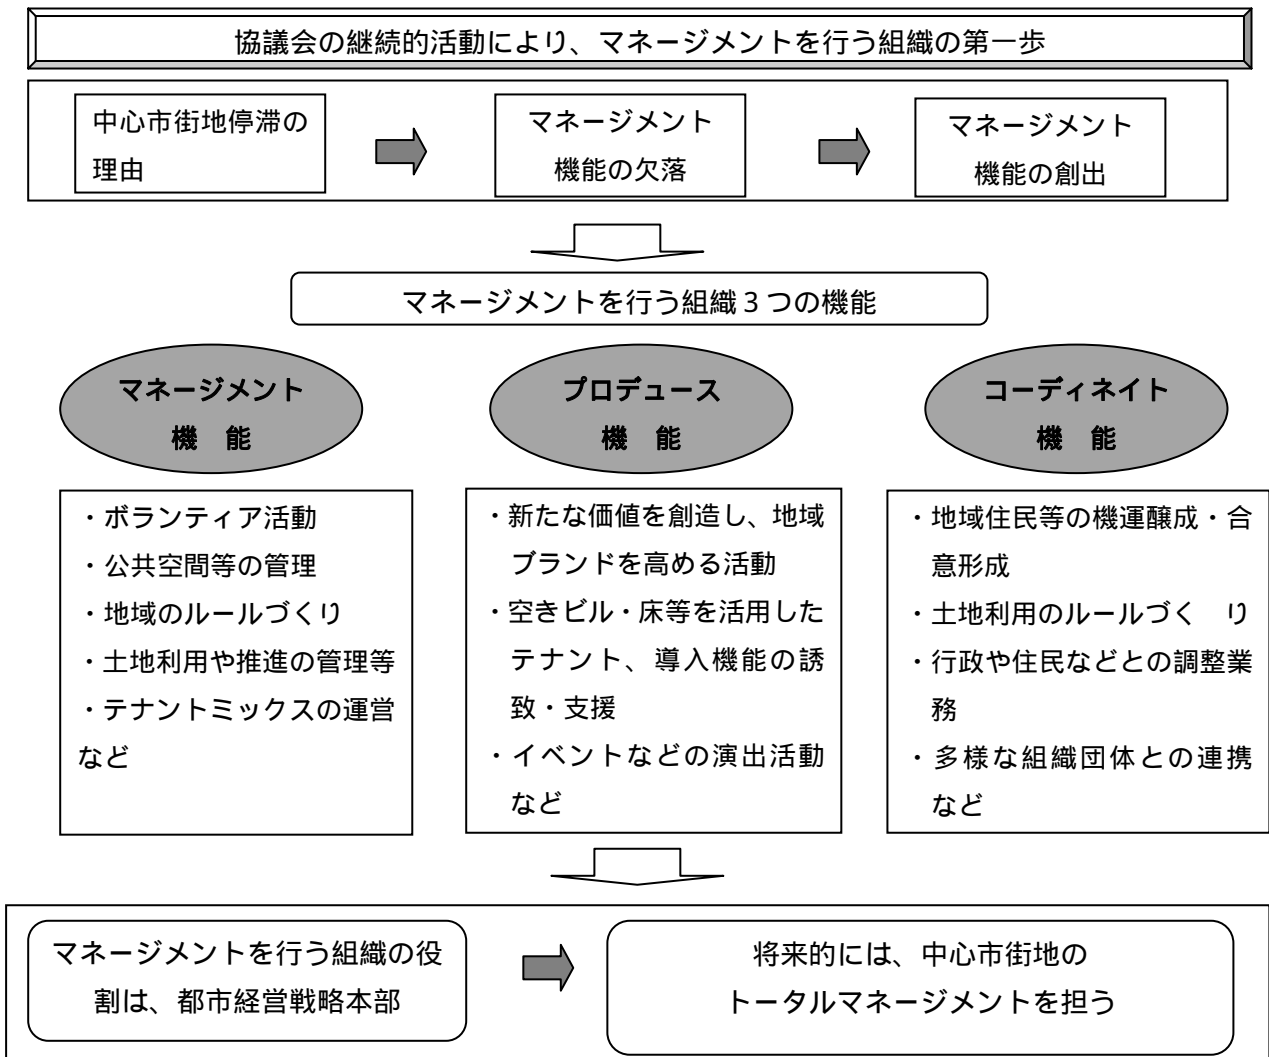 協議会の継続的活動により、マネージメントを行う組織の第一歩
中心市街地停滞の
理由
マネージメント
機能の欠落
マネージメント
機能の創出
マネージメントを行う組織３つの機能
マネージメント
機　能
・ボランティア活動
・公共空間等の管理
・地域のルールづくり
・土地利用や推進の管理等
・テナントミックスの運営
など
プロデュース
機　能
・新たな価値を創造し、地域
ブランドを高める活動
・空きビル・床等を活用した
テナント、導入機能の誘
致・支援
・イベントなどの演出活動
など
コーディネイト
機　能
・地域住民等の機運醸成・合
意形成
・土地利用のルールづく　り
・行政や住民などとの調整業
務
・多様な組織団体との連携
など
マネージメントを行う組織の役
割は、都市経営戦略本部
将来的には、中心市街地の
トータルマネージメントを担う